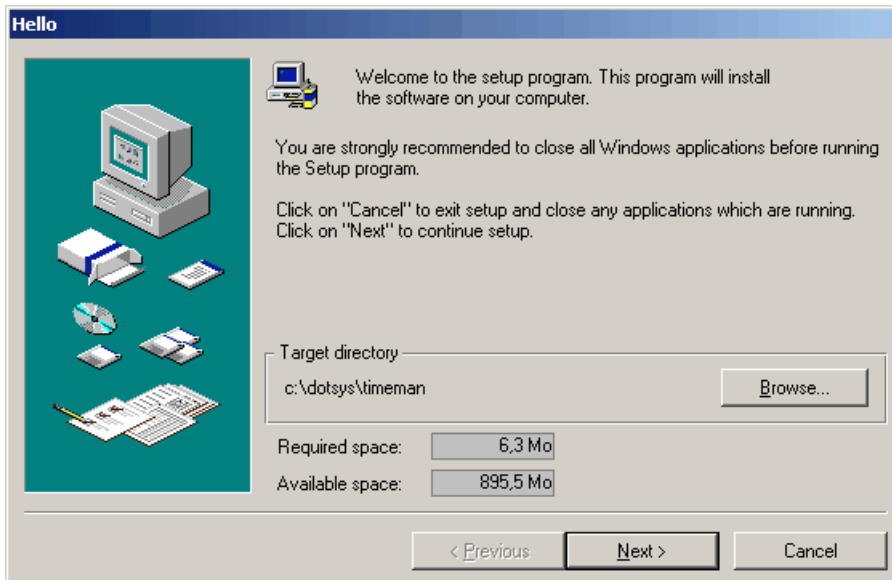 Hello
Welcome to the setup program. This program will install
the software on your computer.
You are strongly recommended to close all Windows applications before running
the Setup program.
Click on "Cancel" to exit setup and close any applications which are running.
Click on "Next" to continue setup.
Target directory
c:\dotsys\timeman
Browse...
Required space: 6,3 Mo
Available space: 895,5 Mo
< Previous Next > Cancel